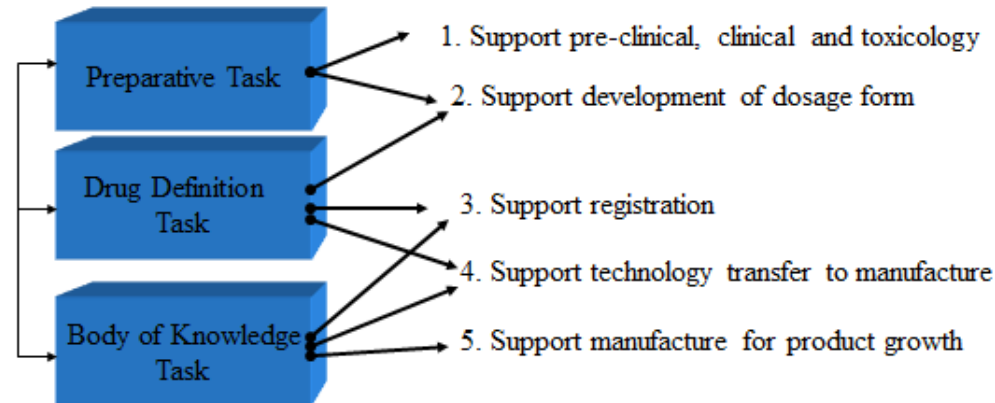 Preparative Task
1. Support pre-clinical, clinical and toxicology
2. Support development of dosage form
Drug Definition
Task
3. Support registration
4. Support technology transfer to manufacture
Body of Knowledge
Task
5. Support manufacture for product growth